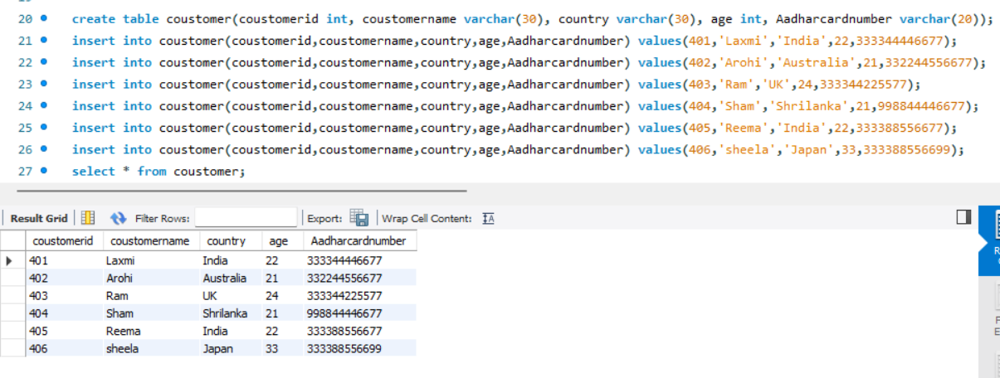 20 create table coustomer(coustomerid int, coustomername varchar(30), country varchar(30), age int, Aadharcardnumber varchar(20));
21 insert into coustomer(coustomerid,coustomername,country,age,Aadharcardnumber) values(401,'Laxmi','India',22,333344446677);
22 insert into coustomer(coustomerid,coustomername,country,age,Aadharcardnumber) values(402,'Arohi','Australia',21,332244556677);
23 insert into coustomer(coustomerid,coustomername,country,age,Aadharcardnumber) values(403,'Ram','UK',24,333344225577);
24 insert into coustomer(coustomerid,coustomername,country,age,Aadharcardnumber) values(404,'Sham','Shrilanka',21,998844446677);
25 insert into coustomer(coustomerid,coustomername,country,age,Aadharcardnumber) values(405,'Reema','India',22,333388556677);
26 insert into coustomer(coustomerid,coustomername,country,age,Aadharcardnumber) values(406,'sheela','Japan',33,333388556699);
27 select * from coustomer;
Result Grid Filter Rows: Export: Wrap Cell Content:
coustomerid coustomername country age Aadharcardnumber
401 Laxmi India 22 333344446677
402 Arohi Australia 21 332244556677
403 Ram UK 24 333344225577
404 Sham Shrilanka 21 998844446677
405 Reema India 22 333388556677
406 sheela Japan 33 333388556699